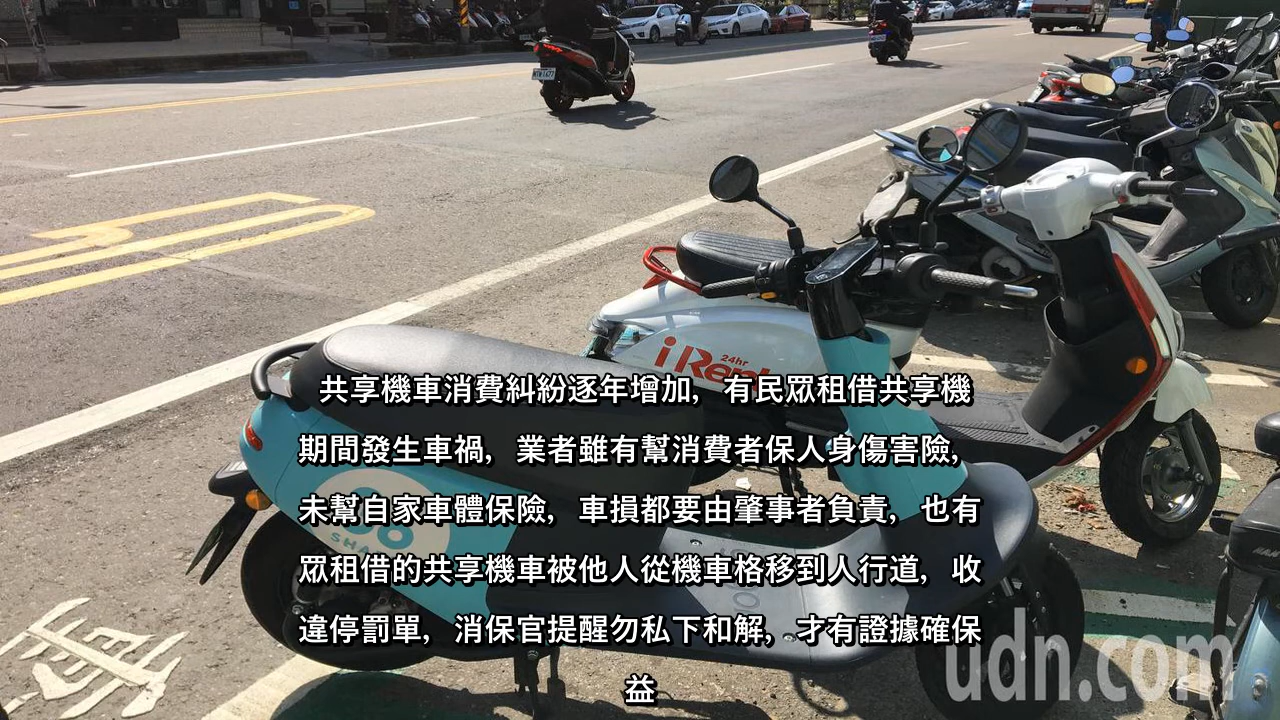 24hr
iRent
共享機車消費糾紛逐年增加，有民眾租借共享機
期間發生車禍，業者雖有幫消費者保人身傷害險，
未幫自家車體保險，車損都要由肇事者負責，也有
眾租借的共享機車被他人從機車格移到人行道，收
違停罰單，消保官提醒勿私下和解，才有證據確保
益
udn.com